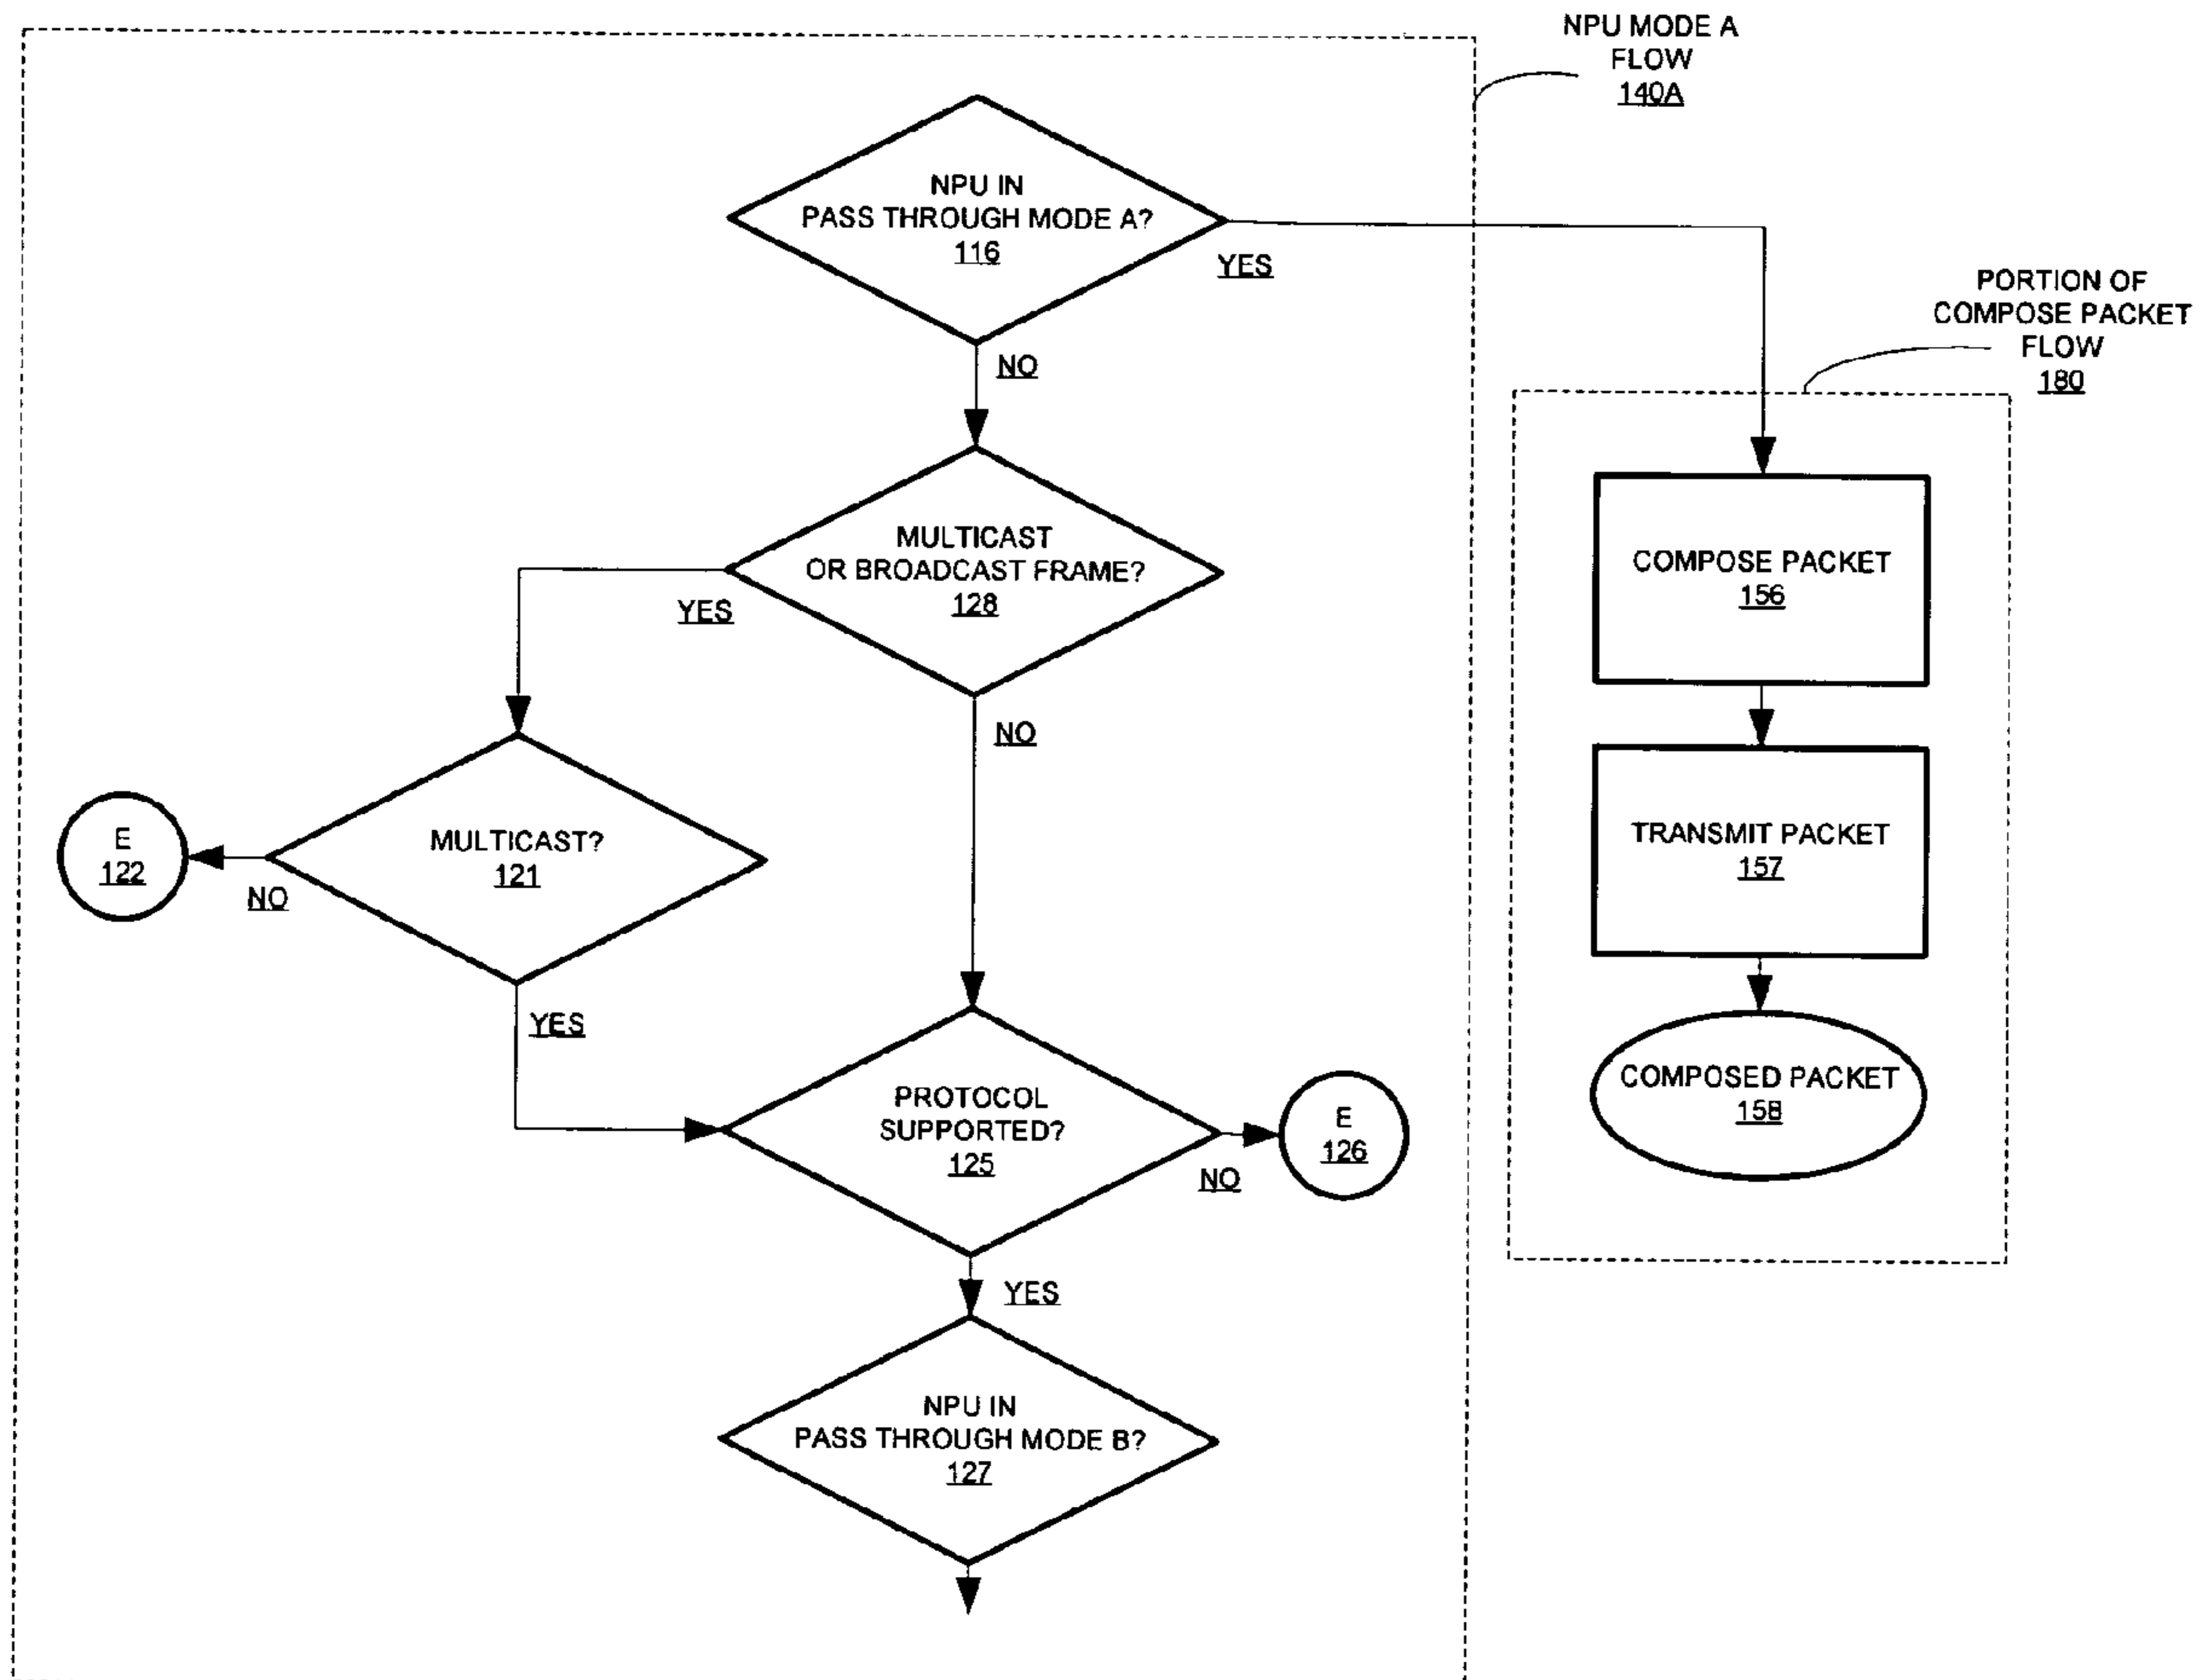 NPU MODE A
FLOW
140A
NPU IN
PASS THROUGH MODE A?
116
YES
NO
PORTION OF
COMPOSE PACKET
FLOW
180
MULTICAST
OR BROADCAST FRAME?
128
YES
NO
COMPOSE PACKET
156
MULTICAST?
121
NO
YES
E
122
TRANSMIT PACKET
157
PROTOCOL
SUPPORTED?
125
NO
YES
E
126
COMPOSED PACKET
158
NPU IN
PASS THROUGH MODE B?
127